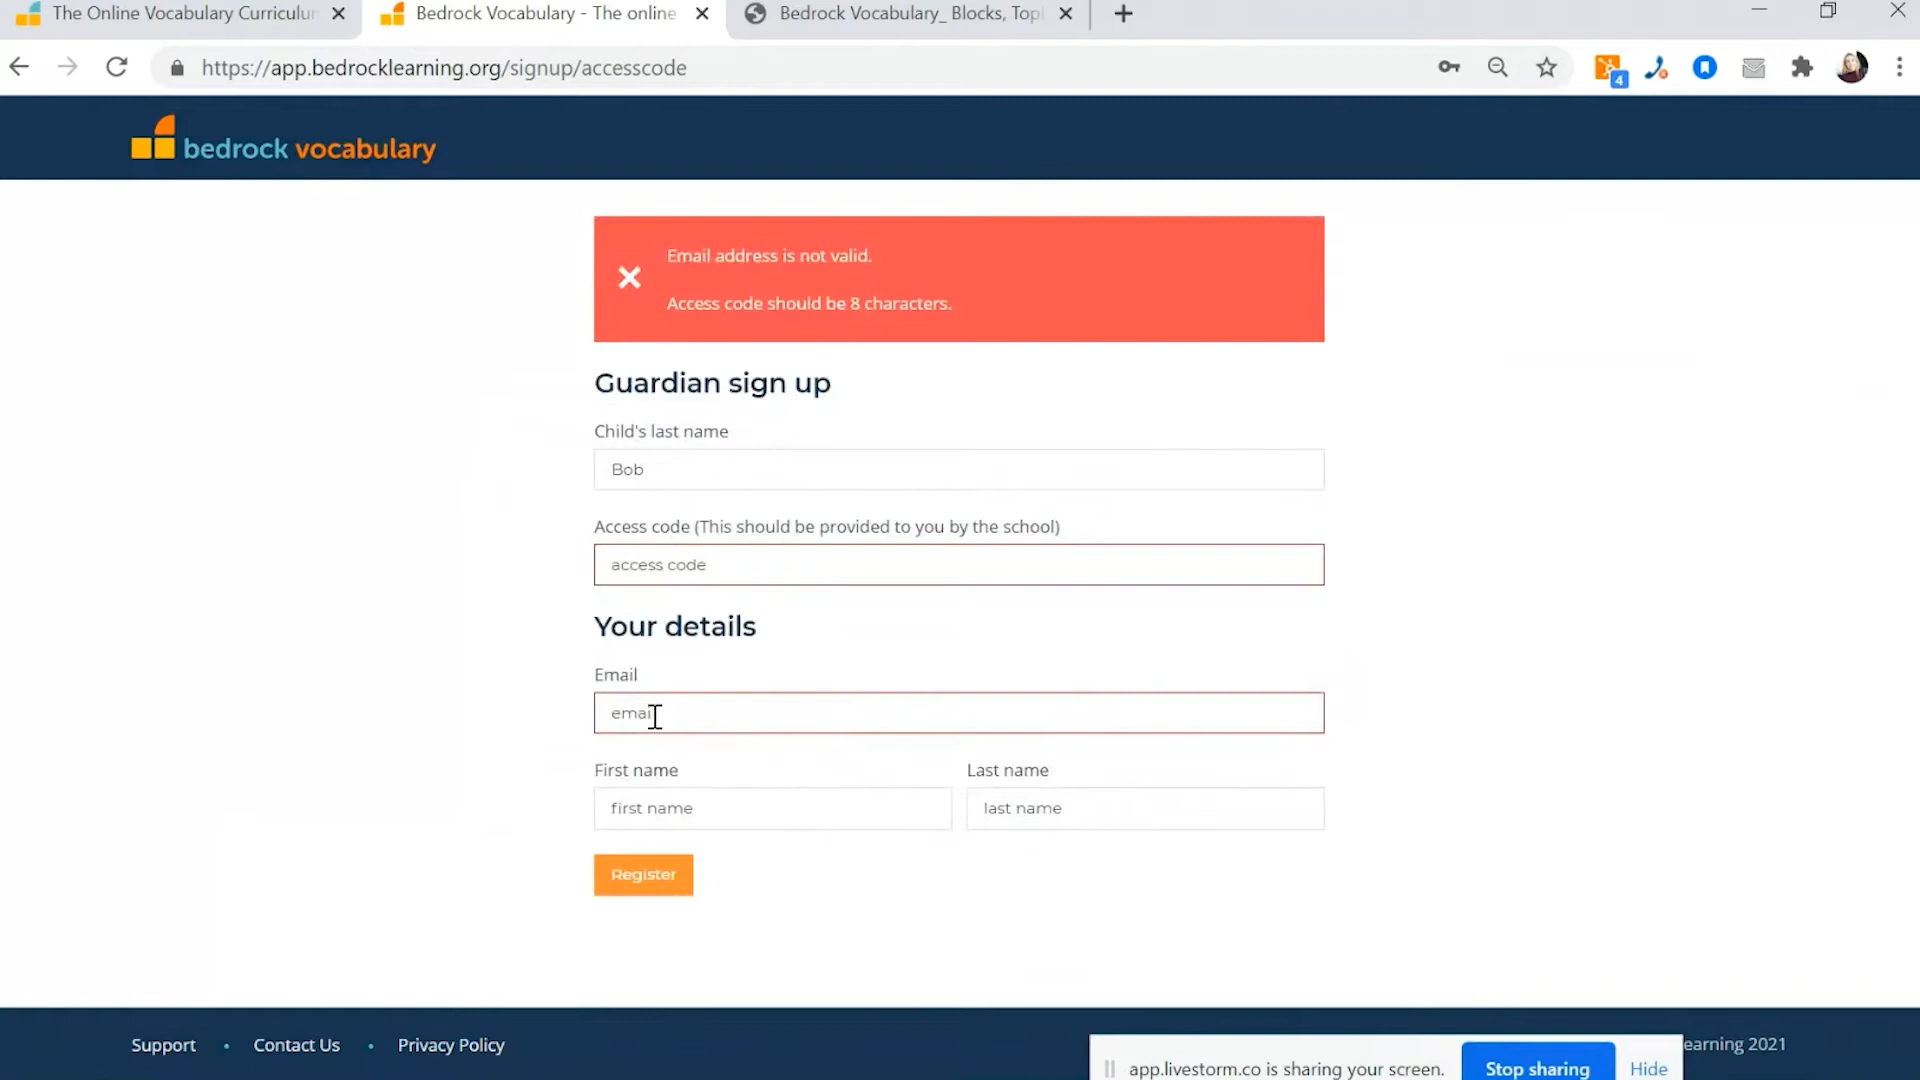 The Online Vocabulary Curriculum
Bedrock Vocabulary - The online
Bedrock Vocabulary_ Blocks, Top
https://app.bedrocklearning.org/signup/accesscode
4
bedrock vocabulary
Email address is not valid.
Access code should be 8 characters.
Guardian sign up
Child's last name
Bob
Access code (This should be provided to you by the school)
access code
Your details
Email
email
First name
Last name
first name
last name
Register
Support • Contact Us • Privacy Policy
earning 2021
app.livestorm.co is sharing your screen.
Stop sharing
Hide